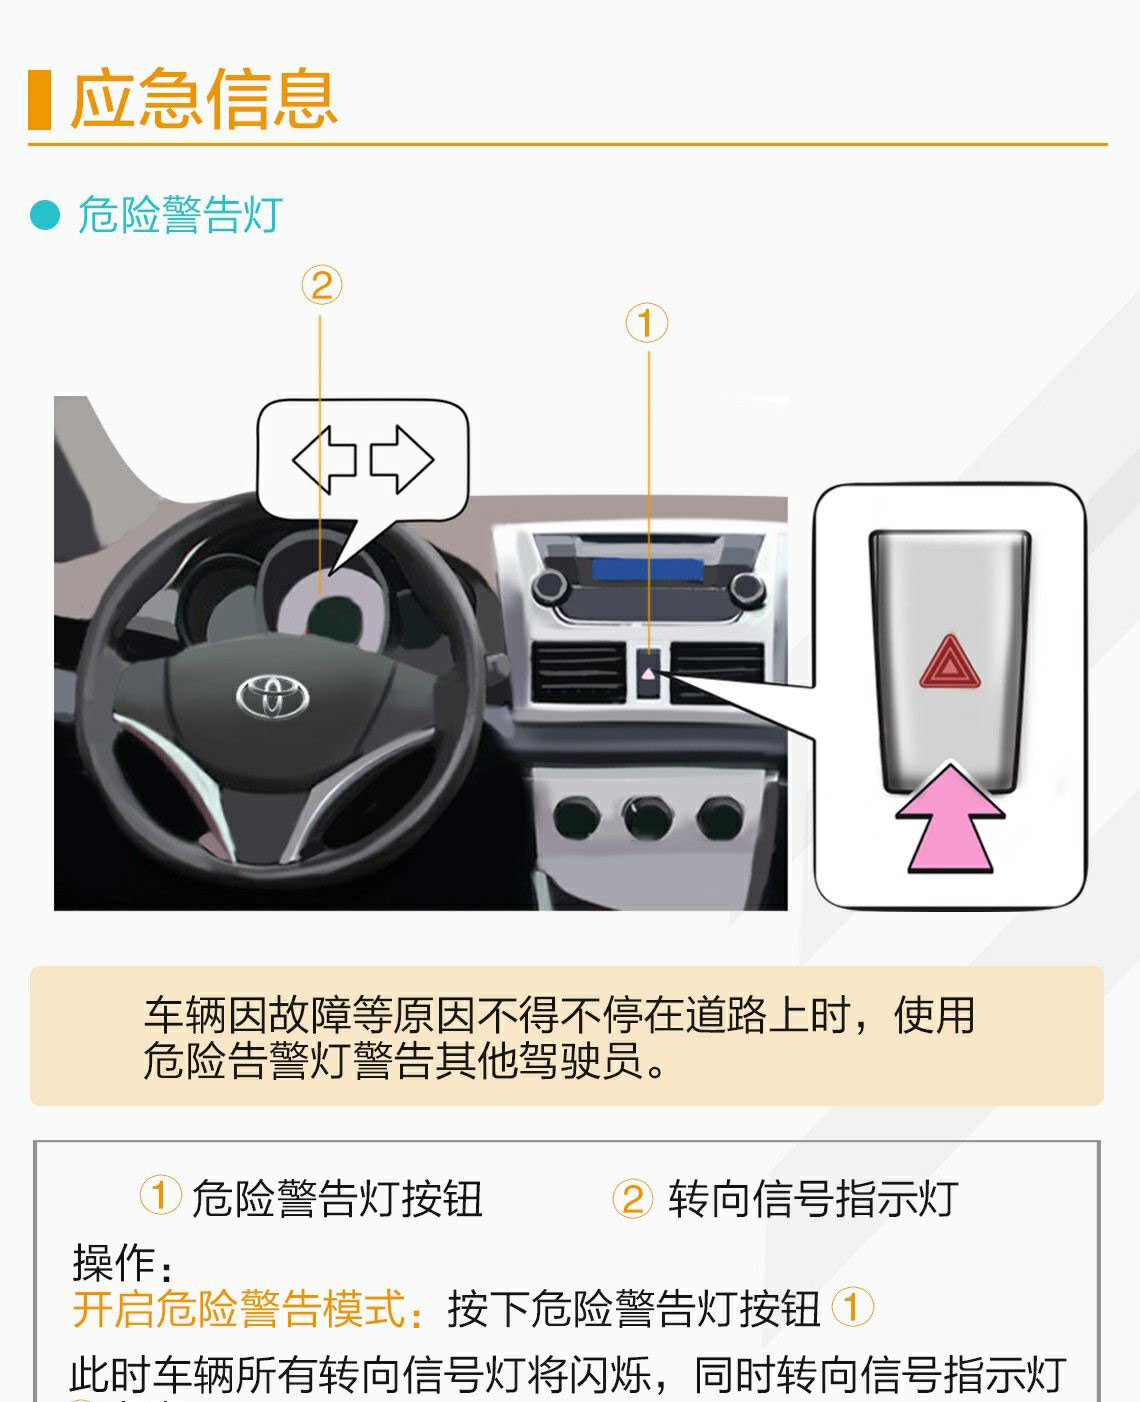 应急信息
危险警告灯
②
①
车辆因故障等原因不得不停在道路上时，使用
危险告警灯警告其他驾驶员。
① 危险警告灯按钮 ② 转向信号指示灯
操作：
开启危险警告模式：按下危险警告灯按钮①
此时车辆所有转向信号灯将闪烁，同时转向信号指示灯